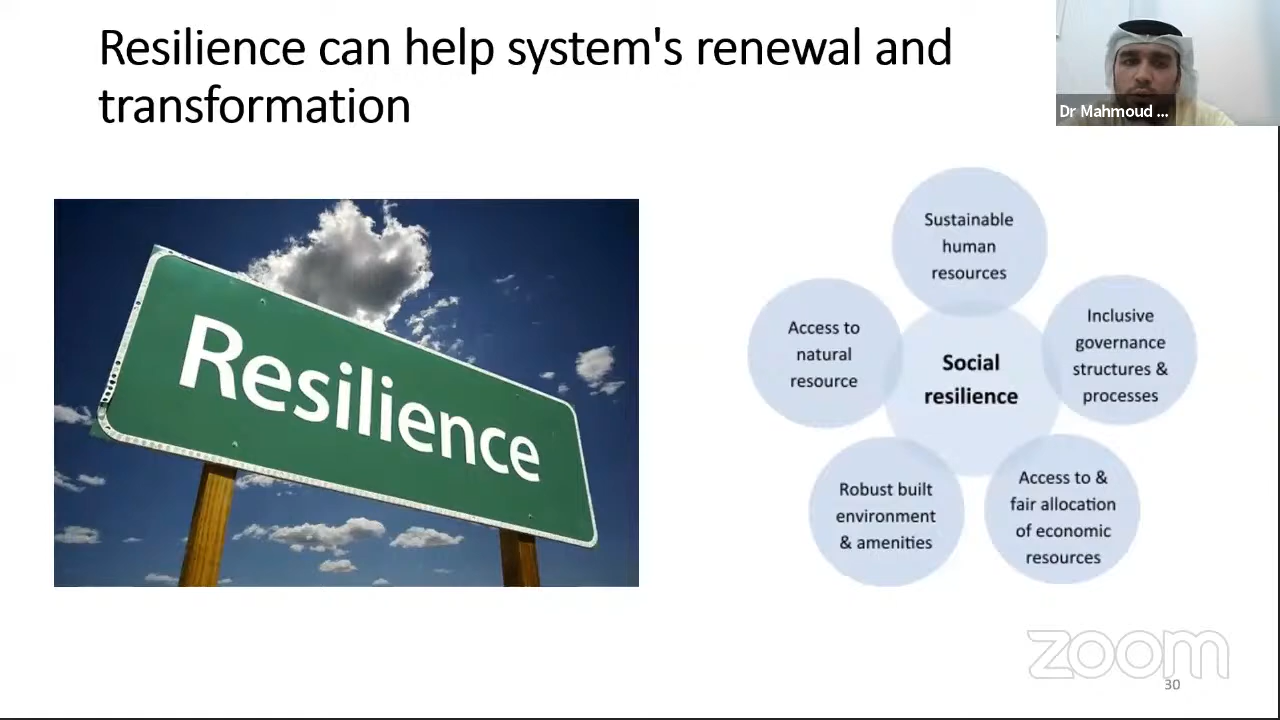 Resilience can help system's renewal and
transformation
Dr Mahmoud ...
Resilience
Sustainable
human
resources
Inclusive
governance
structures &
processes
Access to &
fair allocation
of economic
resources
Robust built
environment
& amenities
Access to
natural
resource
Social
resilience
zoom
30